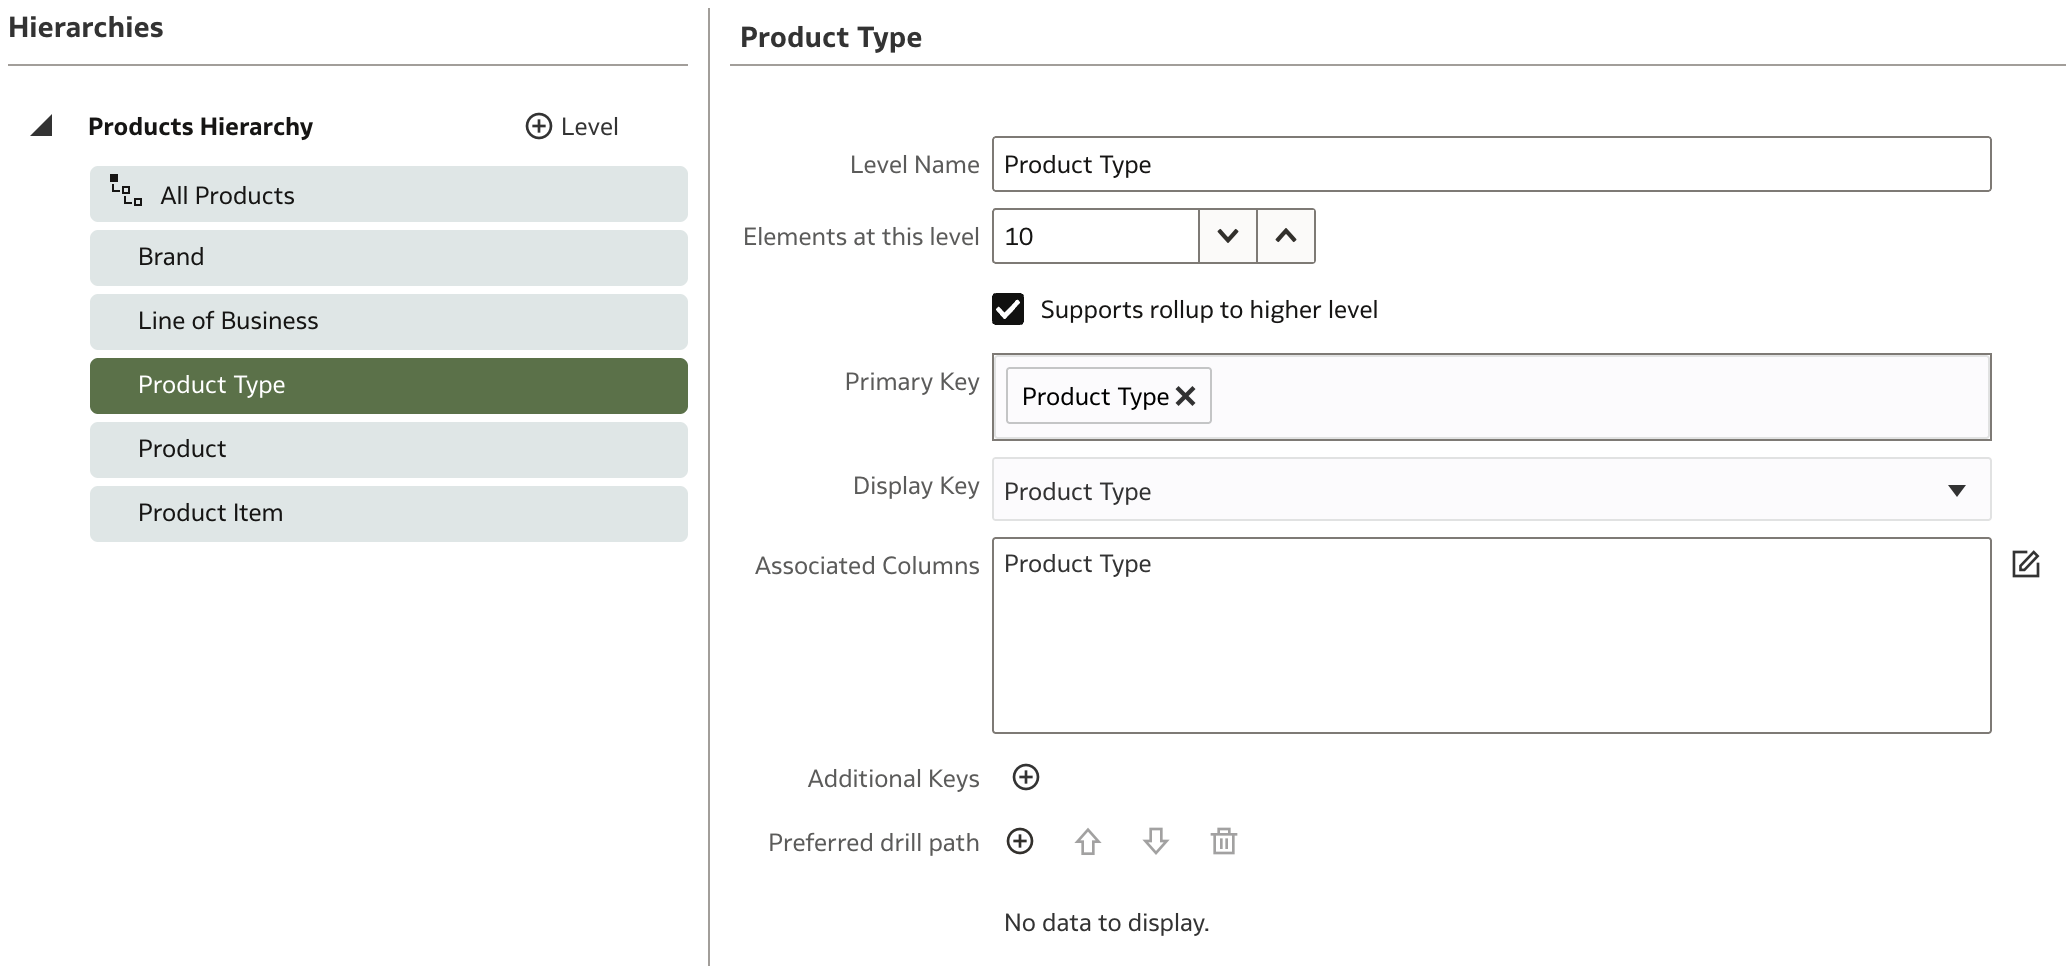 Hierarchies
Products Hierarchy
Level
All Products
Brand
Line of Business
Product Type
Product
Product Item
Product Type
Level Name
Product Type
Elements at this level
10
Supports rollup to higher level
Primary Key
Product Type
Display Key
Product Type
Associated Columns
Product Type
Additional Keys
Preferred drill path
No data to display.